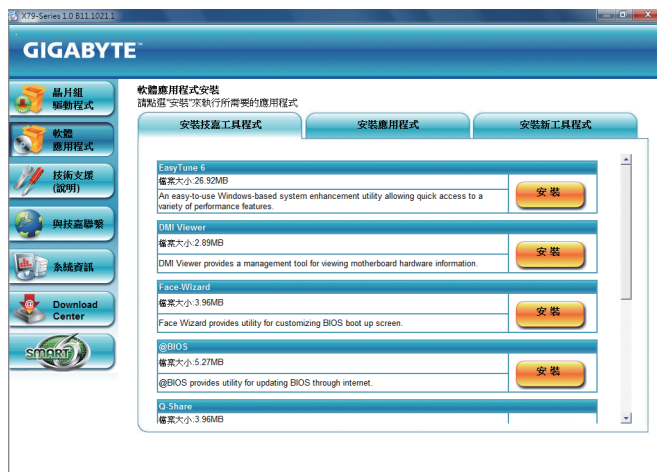 X79-Series 1.0 B11.1021.1
GIGABYTE™
晶片組
驅動程式
軟體
應用程式
技術支援
(說明)
與技嘉聯繫
系統資訊
Download
Center
SMART 6
軟體應用程式安裝
請點選"安裝"來執行所需要的應用程式
安裝技嘉工具程式
安裝應用程式
安裝新工具程式
EasyTune 6
檔案大小:26.92MB
An easy-to-use Windows-based system enhancement utility allowing quick access to a
variety of performance features.
安裝
DMI Viewer
檔案大小:2.89MB
DMI Viewer provides a management tool for viewing motherboard hardware information.
安裝
Face-Wizard
檔案大小:3.96MB
Face Wizard provides utility for customizing BIOS boot up screen.
安裝
@BIOS
檔案大小:5.27MB
@BIOS provides utility for updating BIOS through internet.
安裝
Q-Share
檔案大小:3.96MB